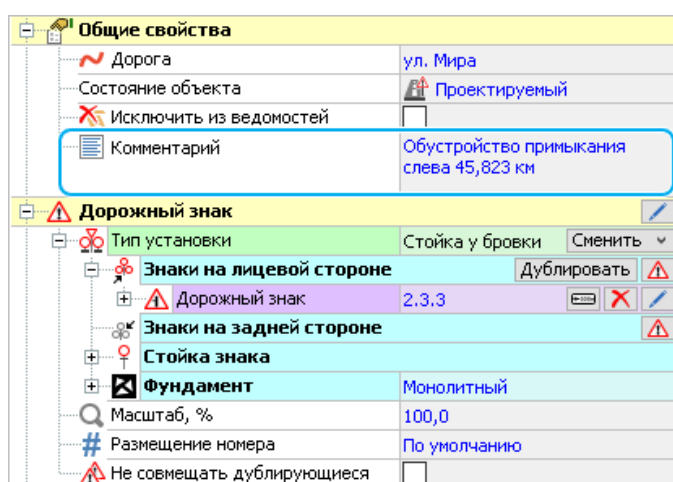 Общие свойства
Дорога ул. Мира
Состояние объекта Проектируемый
Исключить из ведомостей
Комментарий Обустройство примыкания
слева 45,823 км
Дорожный знак
Тип установки Стойка у бровки Сменить
Знаки на лицевой стороне Дублировать
Дорожный знак 2.3.3
Знаки на задней стороне
Стойка знака
Фундамент Монолитный
Масштаб, % 100,0
# Размещение номера По умолчанию
Не совмещать дублирующиеся